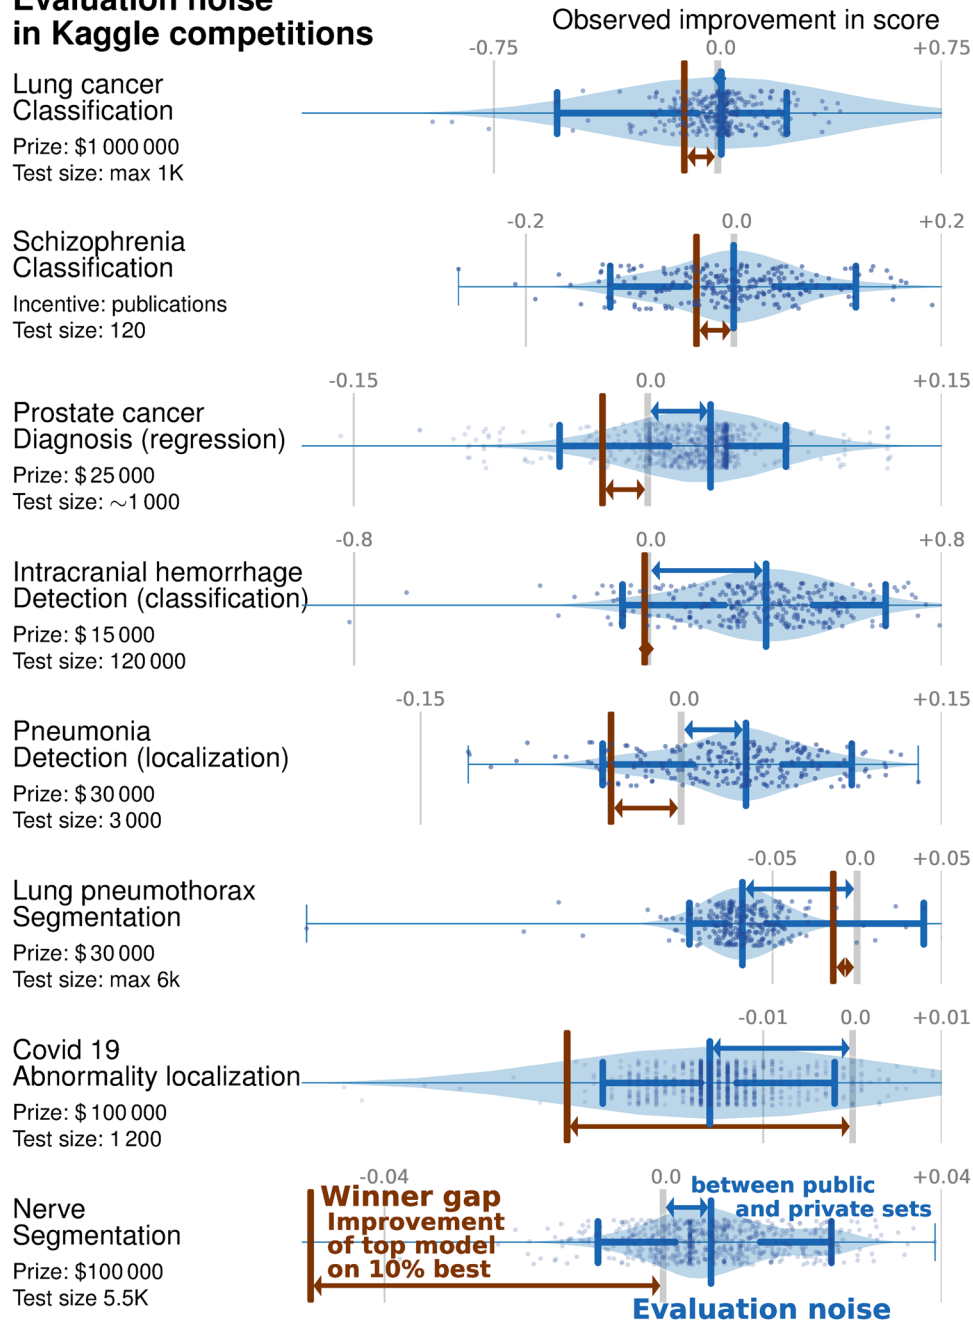 Evaluation noise
in Kaggle competitions
Observed improvement in score
-0.75 0.0 +0.75
Lung cancer
Classification
Prize: $1 000 000
Test size: max 1K
-0.2 0.0 +0.2
Schizophrenia
Classification
Incentive: publications
Test size: 120
-0.15 0.0 +0.15
Prostate cancer
Diagnosis (regression)
Prize: $ 25 000
Test size: ~1 000
-0.8 0.0 +0.8
Intracranial hemorrhage
Detection (classification)
Prize: $ 15 000
Test size: 120 000
-0.15 0.0 +0.15
Pneumonia
Detection (localization)
Prize: $ 30 000
Test size: 3 000
-0.05 0.0 +0.05
Lung pneumothorax
Segmentation
Prize: $ 30 000
Test size: max 6k
-0.01 0.0 +0.01
Covid 19
Abnormality localization
Prize: $ 100 000
Test size: 1 200
-0.04 0.0 +0.04
Nerve
Segmentation
Prize: $100 000
Test size 5.5K
Winner gap
Improvement
of top model
on 10% best
between public
and private sets
Evaluation noise